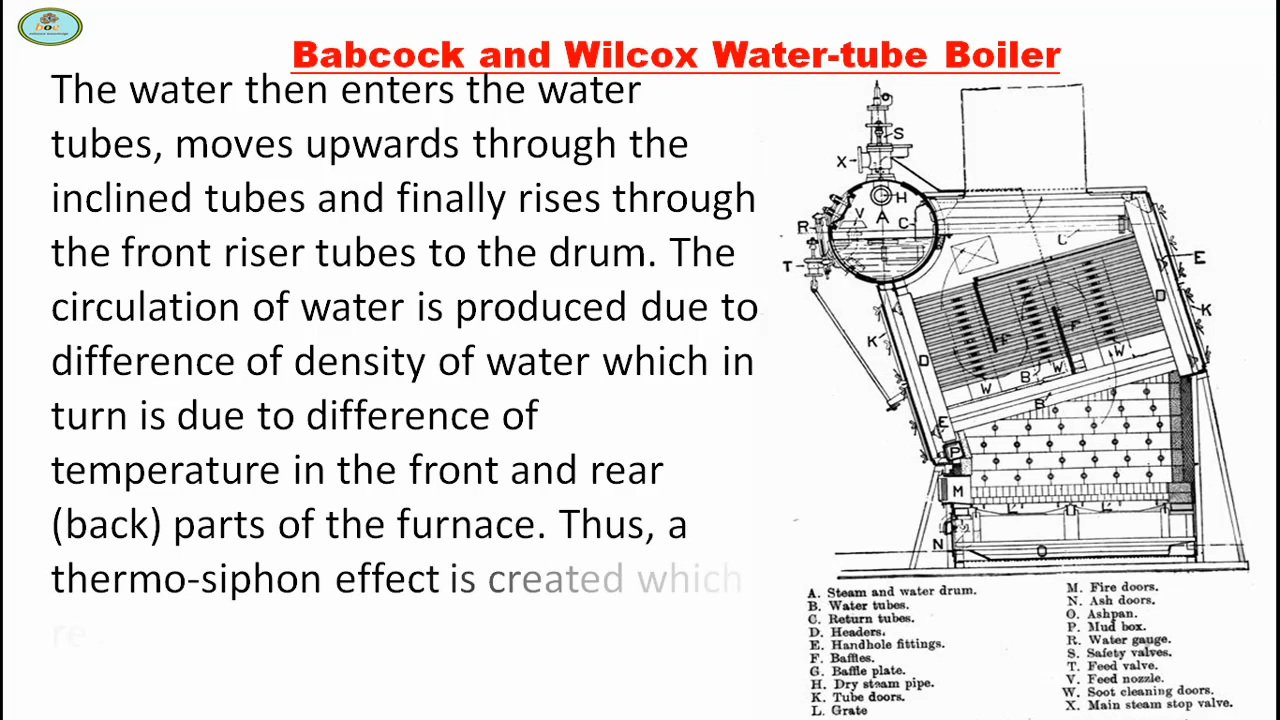 Babcock and Wilcox Water-tube Boiler
The water then enters the water
tubes, moves upwards through the
inclined tubes and finally rises through
the front riser tubes to the drum. The
circulation of water is produced due to
difference of density of water which in
turn is due to difference of
temperature in the front and rear
(back) parts of the furnace. Thus, a
thermo-siphon effect is created which
re
S
X
H
V
A
R
C
C
T
E
K
K
F
F
D
W
B
W
W
B
E
P
M
L
L
N
O
A. Steam and water drum.
B. Water tubes.
C. Return tubes.
D. Headers.
E. Handhole fittings.
F. Baffles.
G. Baffle plate.
H. Dry steam pipe.
K. Tube doors.
L. Grate
M. Fire doors.
N. Ash doors.
O. Ashpan.
P. Mud box.
R. Water gauge.
S. Safety valves.
T. Feed valve.
V. Feed nozzle.
W. Soot cleaning doors.
X. Main steam stop valve.